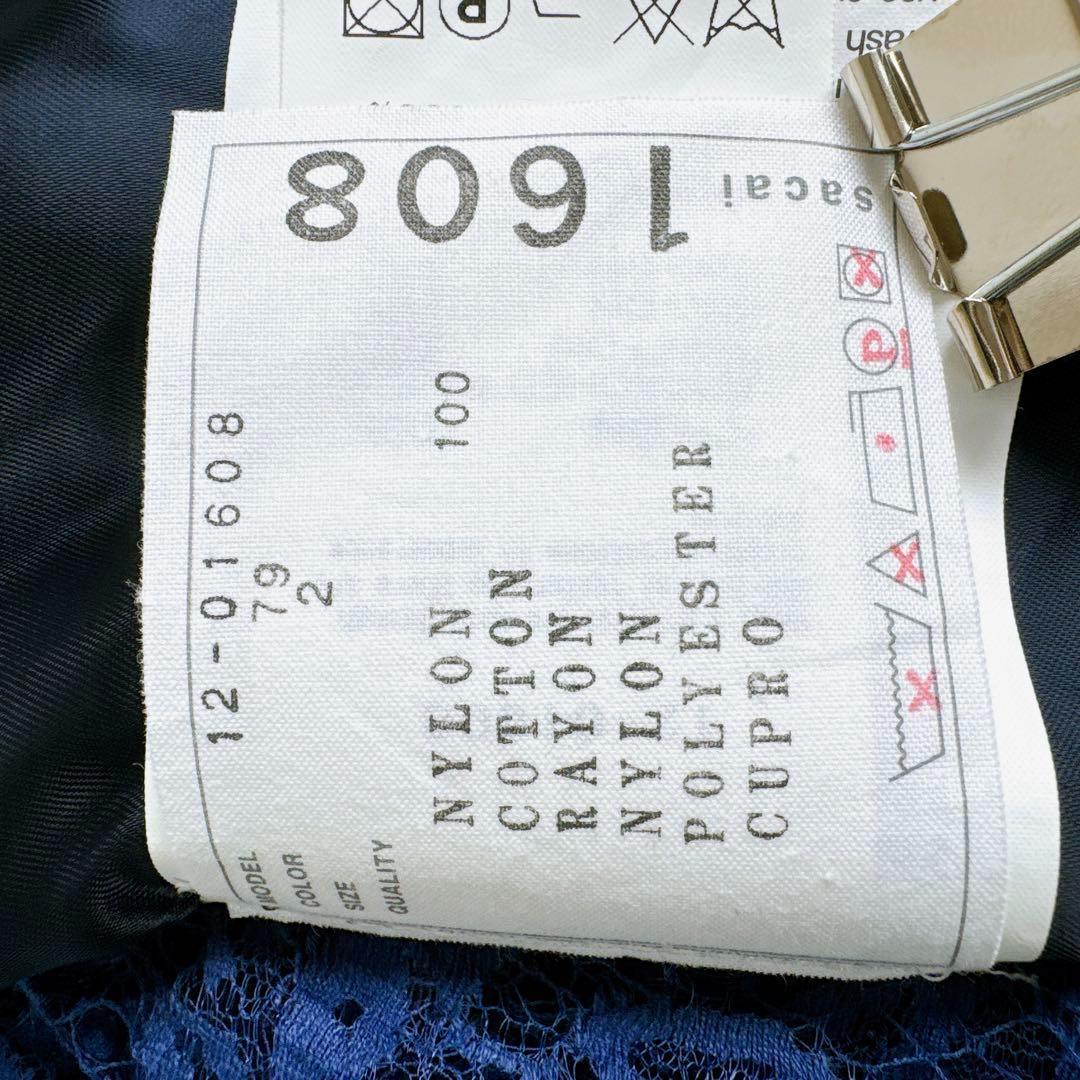 sacai 1608
MODEL 12-01608
COLOR 79
SIZE 2
QUALITY
NYLON 100
COTTON
RAYON
NYLON
POLYESTER
CUPRO
P
P